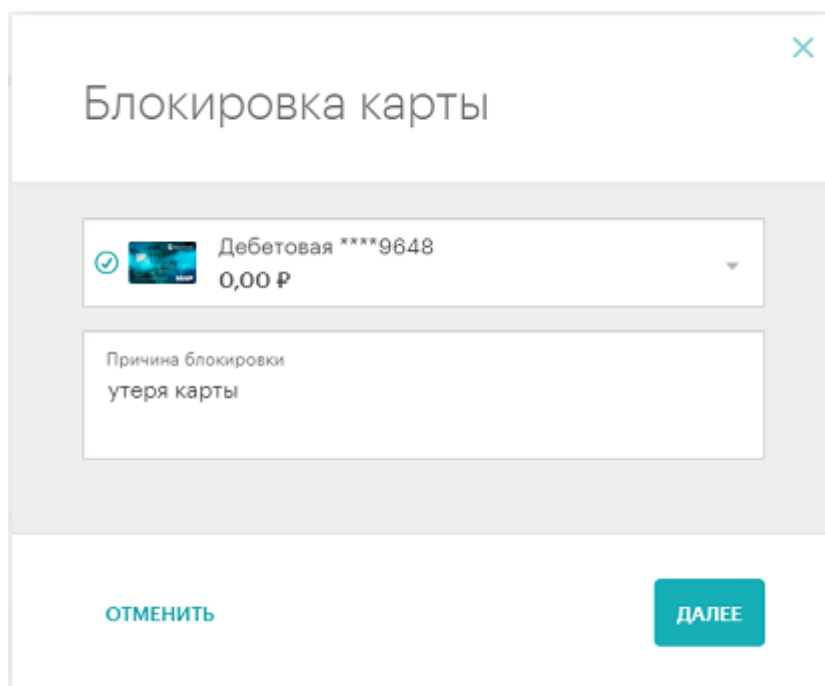 Блокировка карты
Дебетовая ****9648
0,00 ₽
Причина блокировки
утеря карты
ОТМЕНИТЬ
ДАЛЕЕ